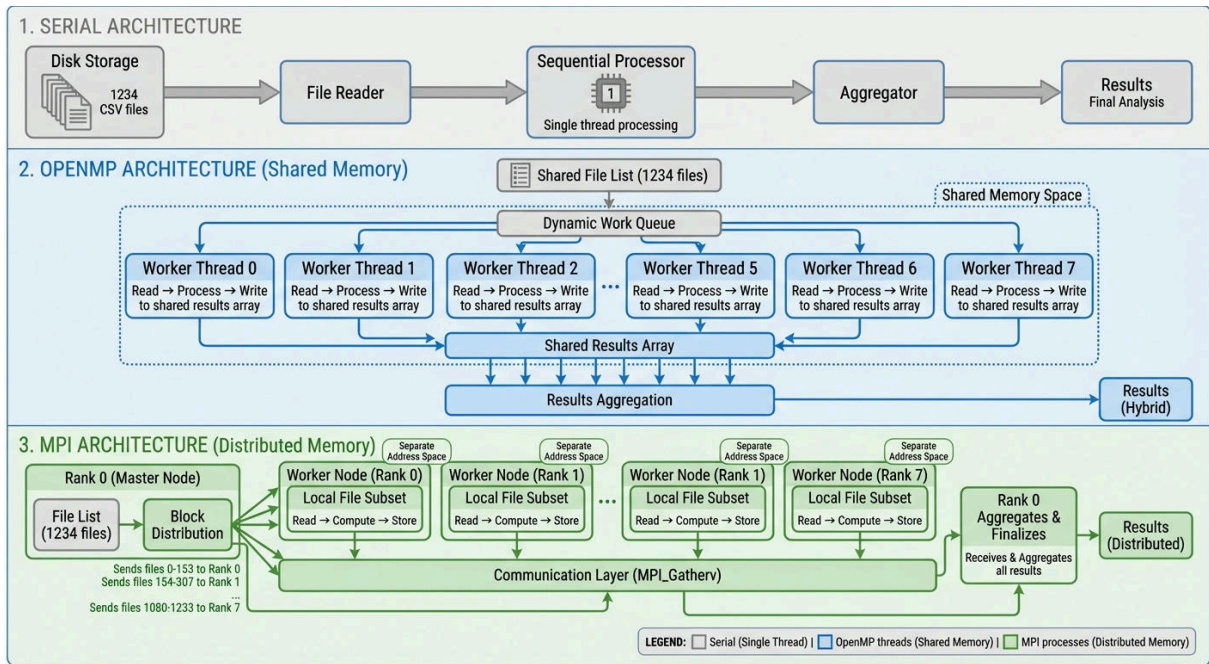 1. SERIAL ARCHITECTURE
Disk Storage
1234
CSV files
File Reader
Sequential Processor
1
Single thread processing
Aggregator
Results
Final Analysis
2. OPENMP ARCHITECTURE (Shared Memory)
Shared File List (1234 files)
Shared Memory Space
Dynamic Work Queue
Worker Thread 0
Read → Process → Write
to shared results array
Worker Thread 1
Read → Process → Write
to shared results array
Worker Thread 2
Read → Process → Write
to shared results array
...
Worker Thread 5
Read → Process → Write
to shared results array
Worker Thread 6
Read → Process → Write
to shared results array
Worker Thread 7
Read → Process → Write
to shared results array
Shared Results Array
Results Aggregation
Results
(Hybrid)
3. MPI ARCHITECTURE (Distributed Memory)
Rank 0 (Master Node)
File List
(1234 files)
Block
Distribution
Sends files 0-153 to Rank 0
Sends files 154-307 to Rank 1
...
Sends files 1080-1233 to Rank 7
Separate
Address Space
Worker Node (Rank 0)
Local File Subset
Read → Compute → Store
Separate
Address Space
Worker Node (Rank 1)
Local File Subset
Read → Compute → Store
...
Separate
Address Space
Worker Node (Rank 1)
Local File Subset
Read → Compute → Store
Separate
Address Space
Worker Node (Rank 7)
Local File Subset
Read → Compute → Store
Communication Layer (MPI_Gatherv)
Rank 0
Aggregates &
Finalizes
Receives & Aggregates
all results
Results
(Distributed)
LEGEND: Serial (Single Thread) | OpenMP threads (Shared Memory) | MPI processes (Distributed Memory)